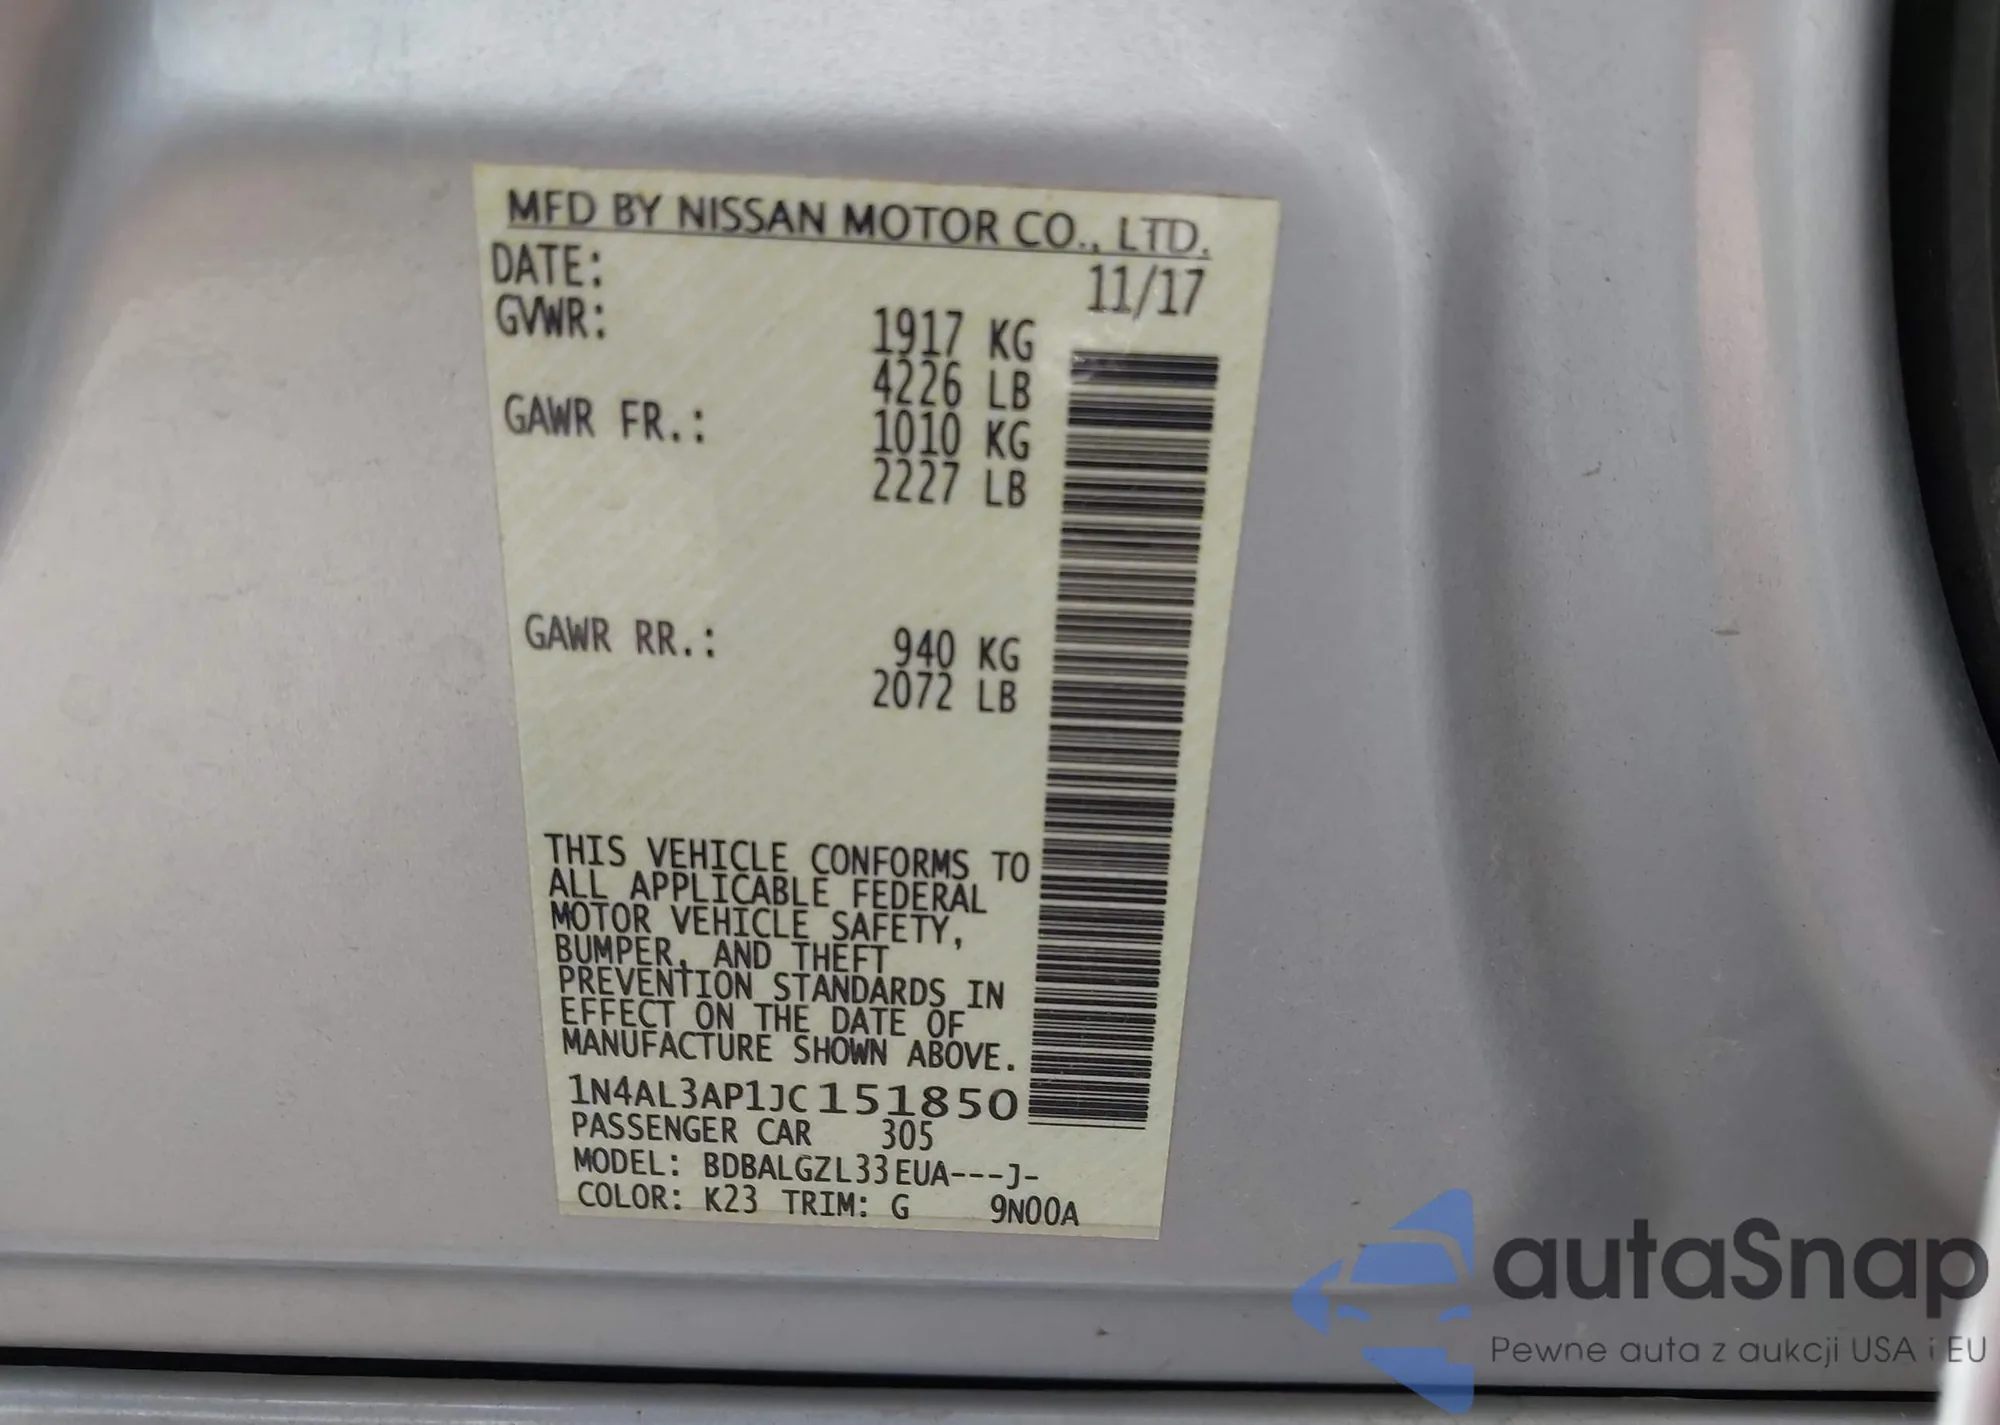 MFD BY NISSAN MOTOR CO., LTD.
DATE: 11/17
GVWR: 1917 KG
4226 LB
GAWR FR.: 1010 KG
2227 LB
GAWR RR.: 940 KG
2072 LB
THIS VEHICLE CONFORMS TO
ALL APPLICABLE FEDERAL
MOTOR VEHICLE SAFETY,
BUMPER, AND THEFT
PREVENTION STANDARDS IN
EFFECT ON THE DATE OF
MANUFACTURE SHOWN ABOVE.
1N4AL3AP1JC151850
PASSENGER CAR 305
MODEL: BDBALGZL33EUA---J-
COLOR: K23 TRIM: G 9N00A
autaSnap
Pewne auta z aukcji USA i EU